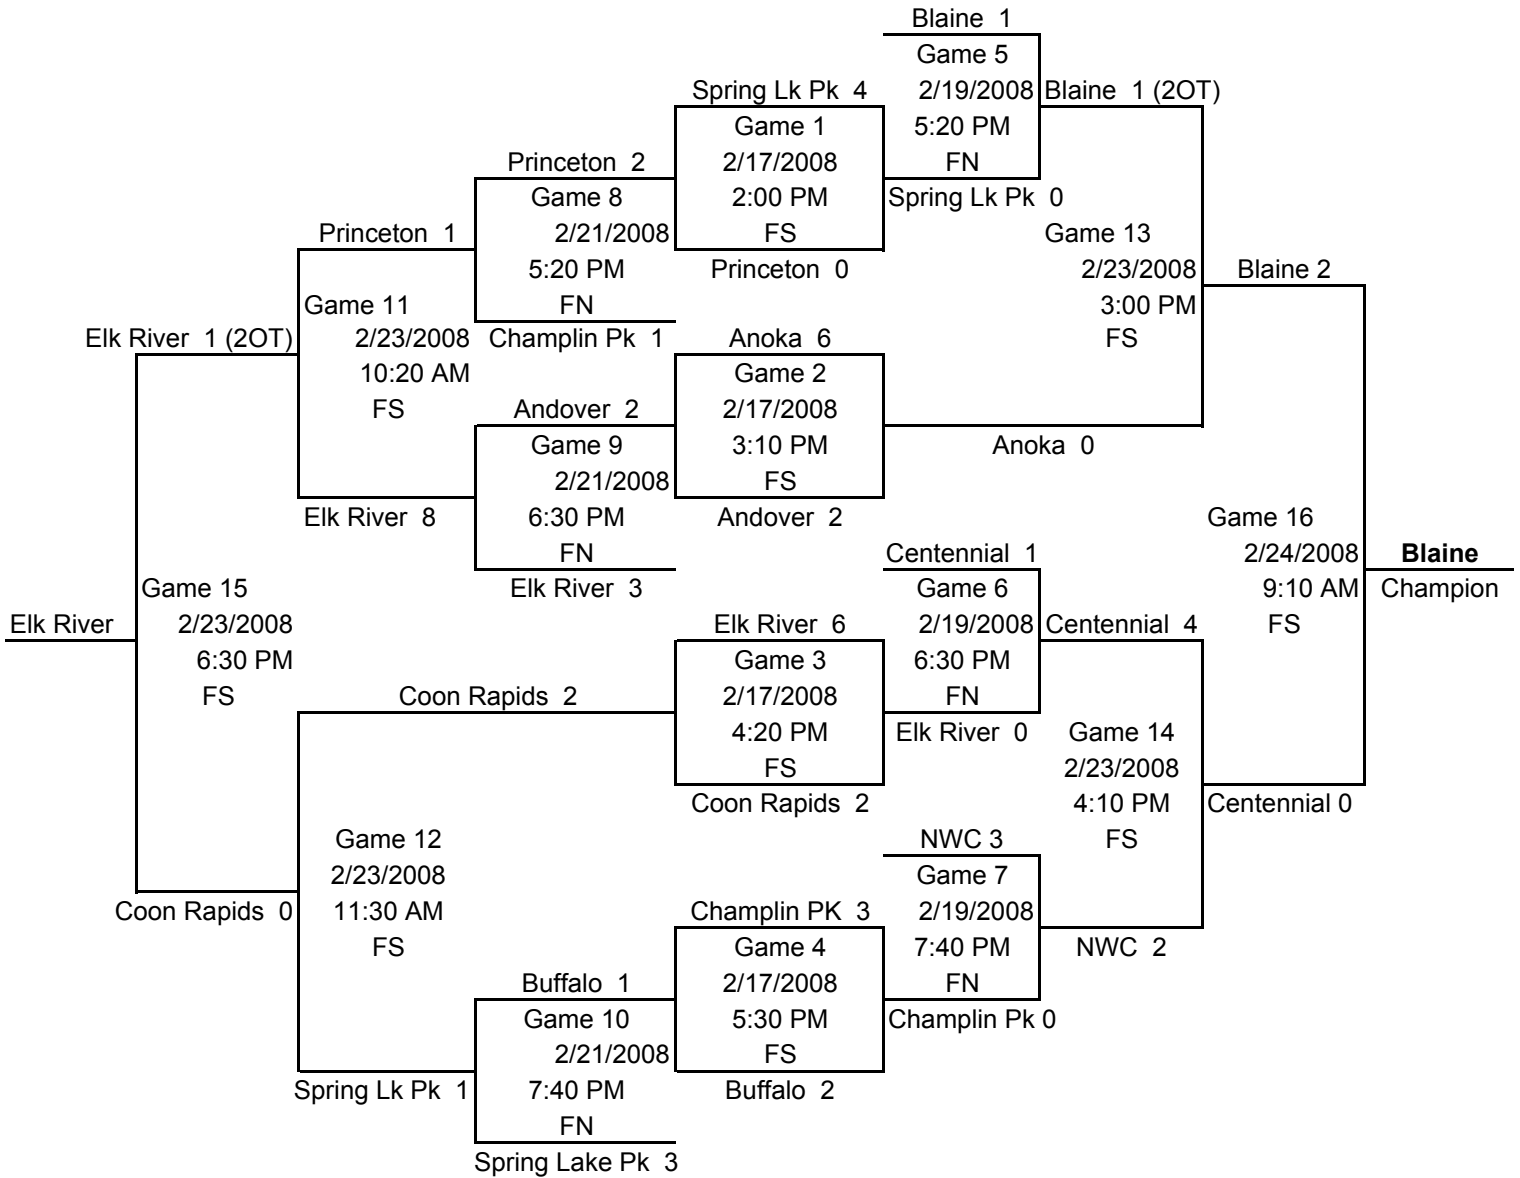 Blaine 1
Game 5
Spring Lk Pk 4
2/19/2008
Blaine 1 (2OT)
Game 1
5:20 PM
Princeton 2
2/17/2008
FN
Game 8
2:00 PM
Spring Lk Pk 0
Princeton 1
2/21/2008
FS
Game 13
5:20 PM
Princeton 0
2/23/2008
Blaine 2
Game 11
FN
3:00 PM
Elk River 1 (2OT)
2/23/2008
Champlin Pk 1
Anoka 6
FS
10:20 AM
Game 2
FS
Andover 2
2/17/2008
Game 9
3:10 PM
Anoka 0
2/21/2008
FS
Elk River 8
6:30 PM
Andover 2
Game 16
FN
Centennial 1
2/24/2008
Blaine
Game 15
Elk River 3
Game 6
9:10 AM
Champion
Elk River
2/23/2008
Elk River 6
2/19/2008
Centennial 4
FS
6:30 PM
Game 3
6:30 PM
FS
Coon Rapids 2
2/17/2008
FN
4:20 PM
Elk River 0
Game 14
FS
2/23/2008
Coon Rapids 2
4:10 PM
Centennial 0
Game 12
NWC 3
FS
2/23/2008
Game 7
Coon Rapids 0
11:30 AM
Champlin PK 3
2/19/2008
FS
Game 4
7:40 PM
NWC 2
Buffalo 1
2/17/2008
FN
Game 10
5:30 PM
Champlin Pk 0
2/21/2008
FS
Spring Lk Pk 1
7:40 PM
Buffalo 2
FN
Spring Lake Pk 3